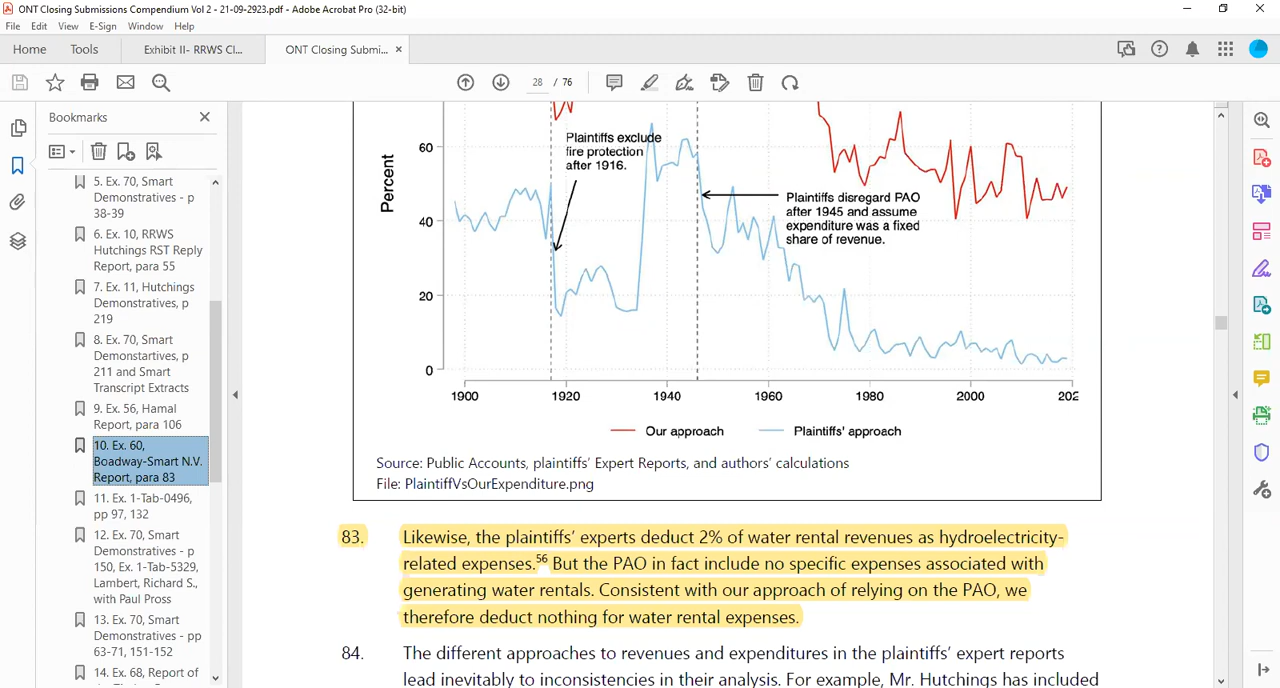 ONT Closing Submissions Compendium Vol 2 - 21-09-2923.pdf - Adobe Acrobat Pro (32-bit)
File Edit View E-Sign Window Help
Home Tools Exhibit II- RRWS Cl... ONT Closing Submi... ×
28 / 76
Bookmarks
5. Ex. 70, Smart
Demonstratives - p
38-39
6. Ex. 10, RRWS
Hutchings RST Reply
Report, para 55
7. Ex. 11, Hutchings
Demonstratives, p
219
8. Ex. 70, Smart
Demonstartives, p
211 and Smart
Transcript Extracts
9. Ex. 56, Hamal
Report, para 106
10. Ex. 60,
Boadway-Smart N.V.
Report, para 83
11. Ex. 1-Tab-0496,
pp 97, 132
12. Ex. 70, Smart
Demonstratives - p
150, Ex. 1-Tab-5329,
Lambert, Richard S.,
with Paul Pross
13. Ex. 70, Smart
Demonstratives - pp
63-71, 151-152
14. Ex. 68, Report of
Percent
60
40
20
0
Plaintiffs exclude
fire protection
after 1916.
Plaintiffs disregard PAO
after 1945 and assume
expenditure was a fixed
share of revenue.
1900 1920 1940 1960 1980 2000 202
Our approach Plaintiffs' approach
Source: Public Accounts, plaintiffs' Expert Reports, and authors' calculations
File: PlaintiffVsOurExpenditure.png
83. Likewise, the plaintiffs' experts deduct 2% of water rental revenues as hydroelectricity-
related expenses.56 But the PAO in fact include no specific expenses associated with
generating water rentals. Consistent with our approach of relying on the PAO, we
therefore deduct nothing for water rental expenses.
84. The different approaches to revenues and expenditures in the plaintiffs' expert reports
lead inevitably to inconsistencies in their analysis. For example, Mr. Hutchings has included